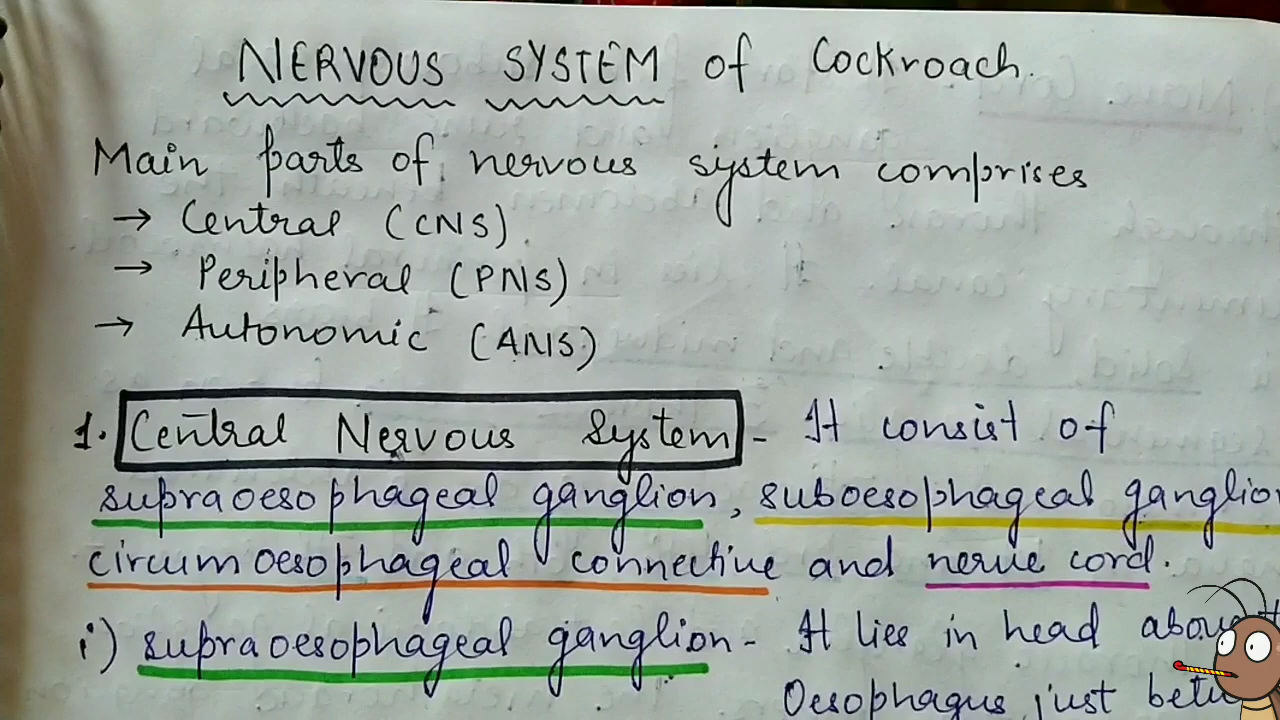 NERVOUS SYSTEM of Cockroach.
Main parts of nervous system comprises
→ Central (CNS).
→ Peripheral (PNS)
→ Autonomic (ANS)
1. Central Nervous System - It consist of
supraoesophageal ganglion, suboesophageal ganglion
circumoesophageal connective and nerve cord.
i) supraoesophageal ganglion - It lies in head above
Oesophagus just